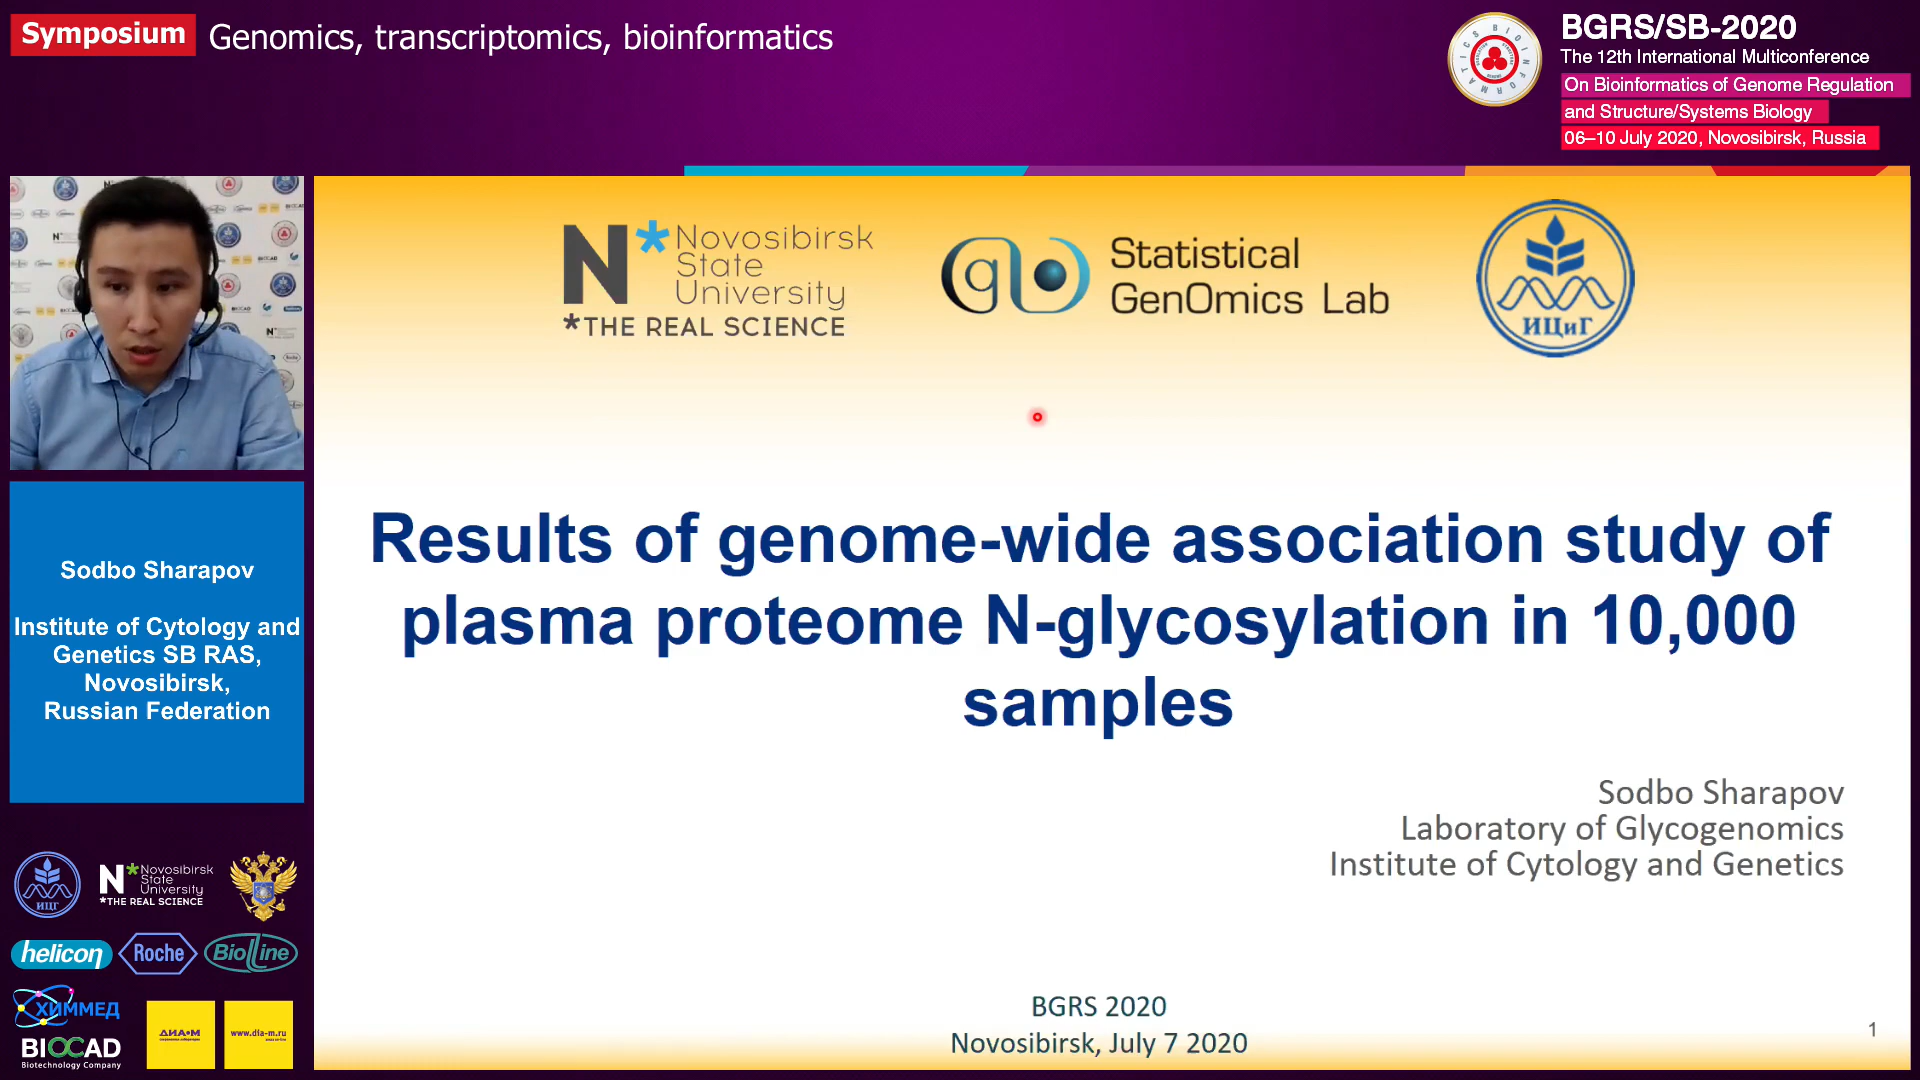 Symposium
Genomics, transcriptomics, bioinformatics
BGRS/SB-2020
The 12th International Multiconference
On Bioinformatics of Genome Regulation
and Structure/Systems Biology
06–10 July 2020, Novosibirsk, Russia
BIOINFORMATICS
N*Novosibirsk
State
University
*THE REAL SCIENCE
Statistical
GenOmics Lab
ИЦиГ
Results of genome-wide association study of
plasma proteome N-glycosylation in 10,000
samples
Sodbo Sharapov
Laboratory of Glycogenomics
Institute of Cytology and Genetics
BGRS 2020
Novosibirsk, July 7 2020
1
Sodbo Sharapov
Institute of Cytology and
Genetics SB RAS,
Novosibirsk,
Russian Federation
ИЦГ
N*Novosibirsk
State
University
*THE REAL SCIENCE
helicon
Roche
BioLine
ХИММЕД
BIOCAD
Biotechnology Company
ДИА•М
www.dia-m.ru